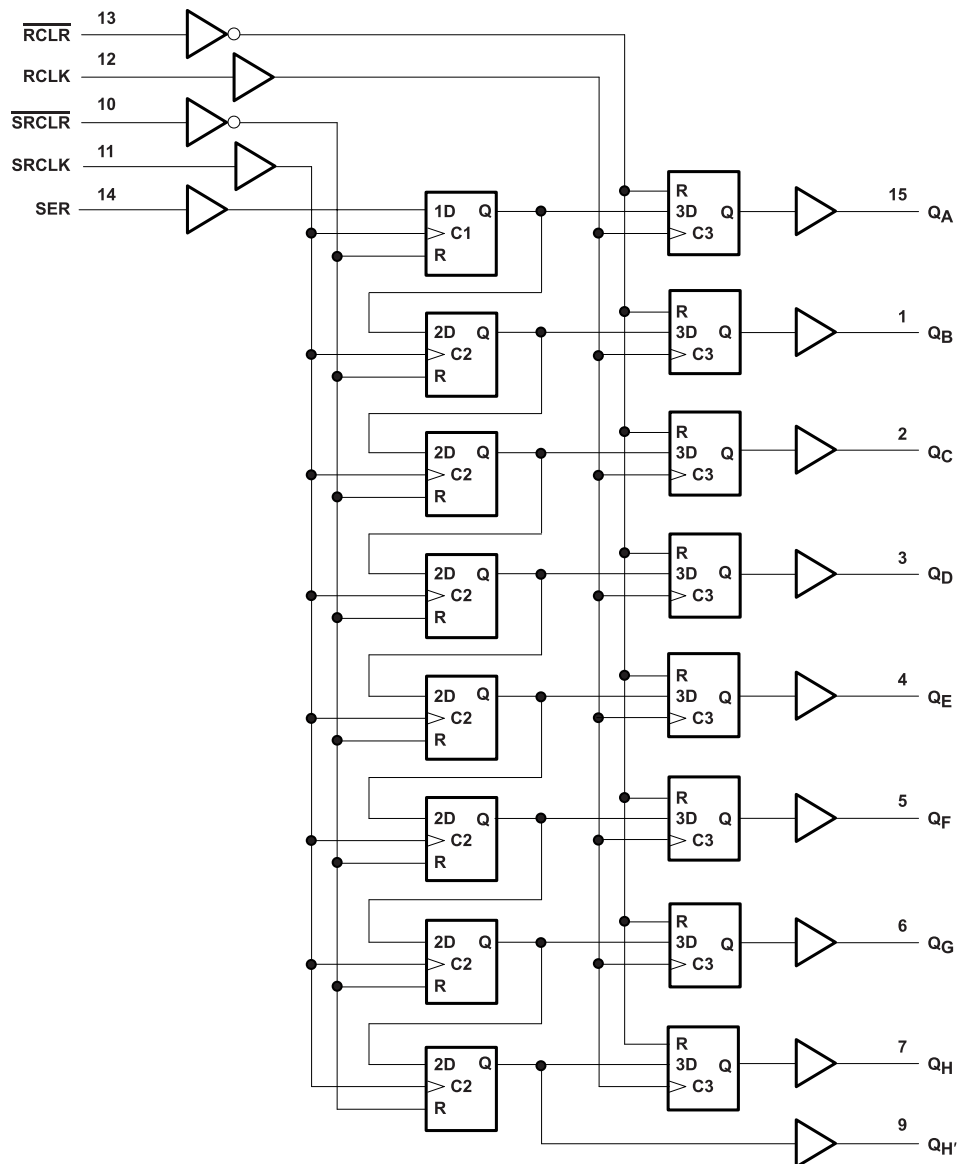 RCLR 13
RCLK 12
SRCLR 10
SRCLK 11
SER 14
1D Q
C1
R
R
3D Q
C3
15 QA
2D Q
C2
R
R
3D Q
C3
1 QB
2D Q
C2
R
R
3D Q
C3
2 QC
2D Q
C2
R
R
3D Q
C3
3 QD
2D Q
C2
R
R
3D Q
C3
4 QE
2D Q
C2
R
R
3D Q
C3
5 QF
2D Q
C2
R
R
3D Q
C3
6 QG
2D Q
C2
R
R
3D Q
C3
7 QH
9 QH′